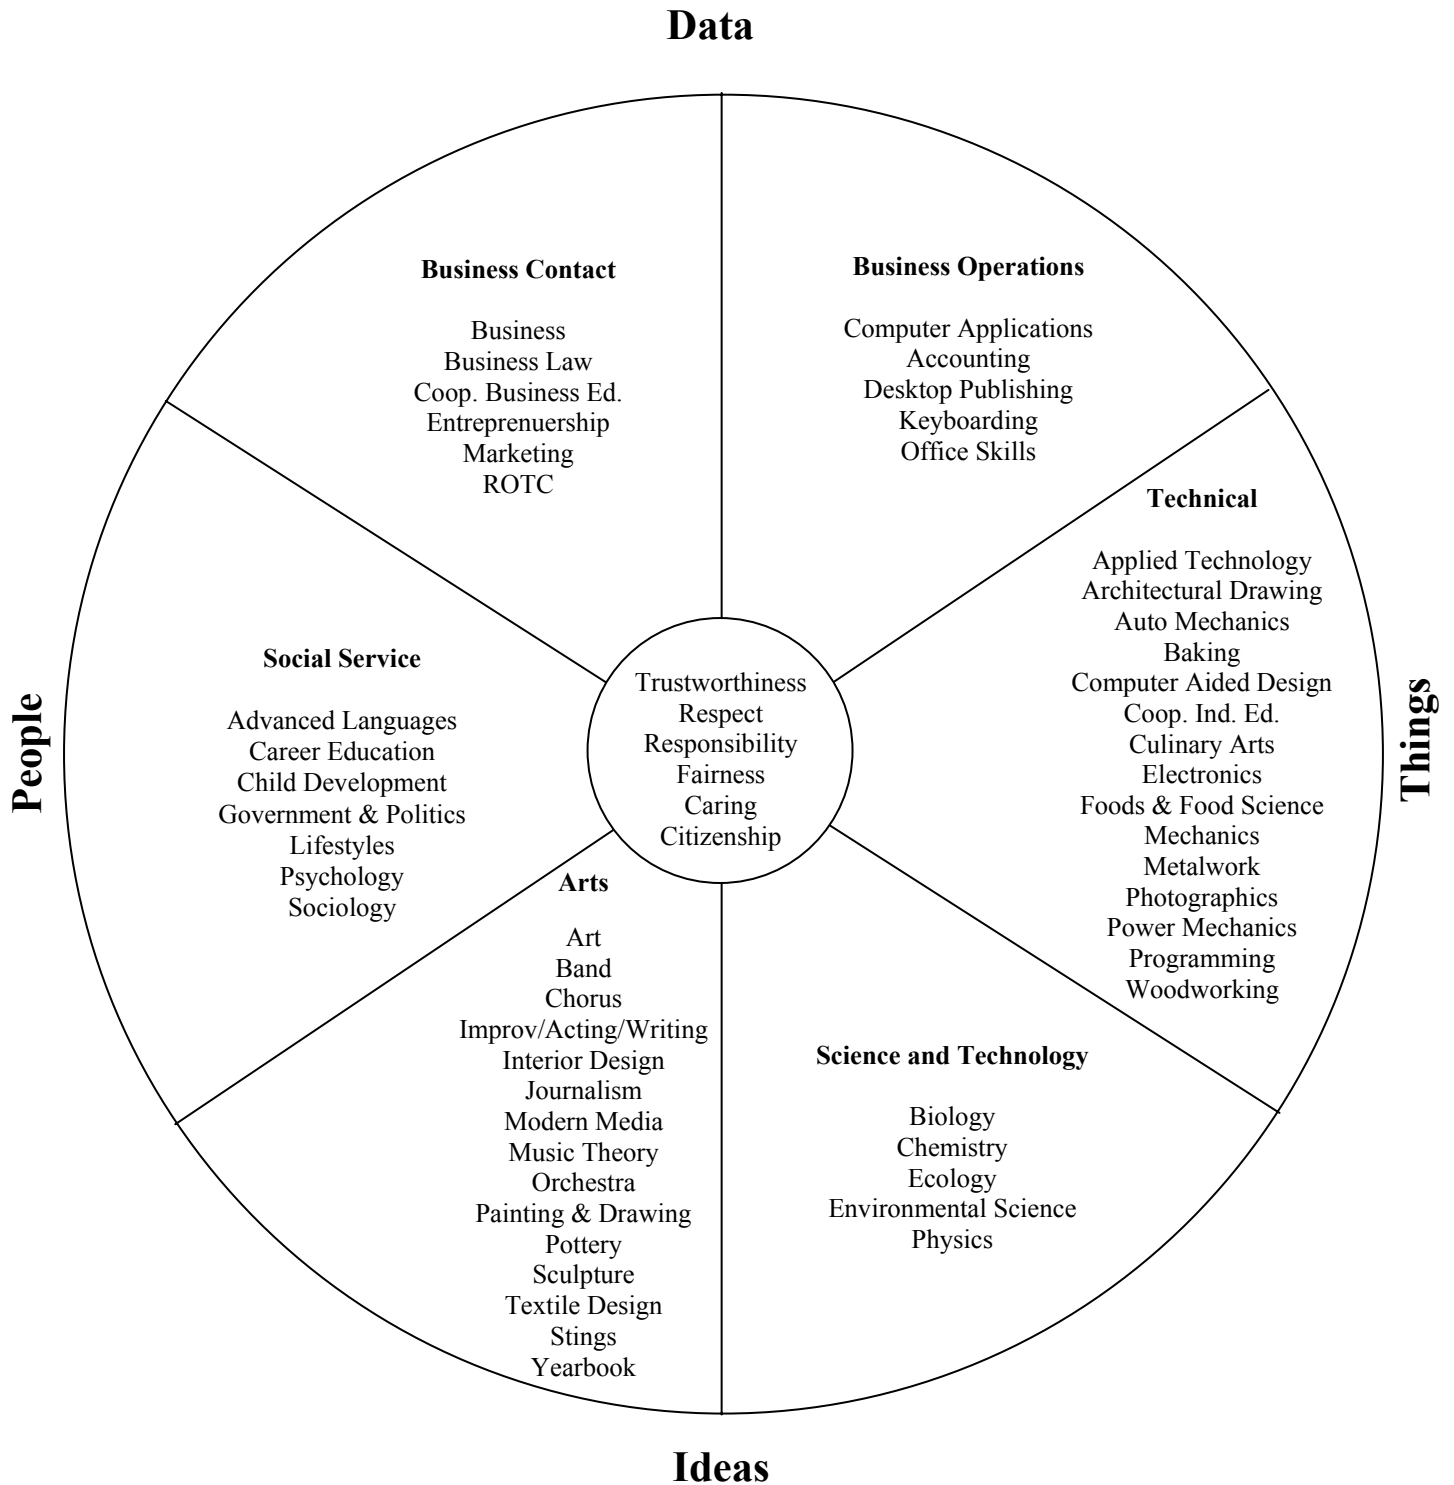 Data
Business Contact
Business
Business Law
Coop. Business Ed.
Entreprenuership
Marketing
ROTC
Business Operations
Computer Applications
Accounting
Desktop Publishing
Keyboarding
Office Skills
Technical
Applied Technology
Architectural Drawing
Auto Mechanics
Baking
Computer Aided Design
Coop. Ind. Ed.
Culinary Arts
Electronics
Foods & Food Science
Mechanics
Metalwork
Photographics
Power Mechanics
Programming
Woodworking
Things
People
Social Service
Advanced Languages
Career Education
Child Development
Government & Politics
Lifestyles
Psychology
Sociology
Trustworthiness
Respect
Responsibility
Fairness
Caring
Citizenship
Arts
Art
Band
Chorus
Improv/Acting/Writing
Interior Design
Journalism
Modern Media
Music Theory
Orchestra
Painting & Drawing
Pottery
Sculpture
Textile Design
Stings
Yearbook
Science and Technology
Biology
Chemistry
Ecology
Environmental Science
Physics
Ideas